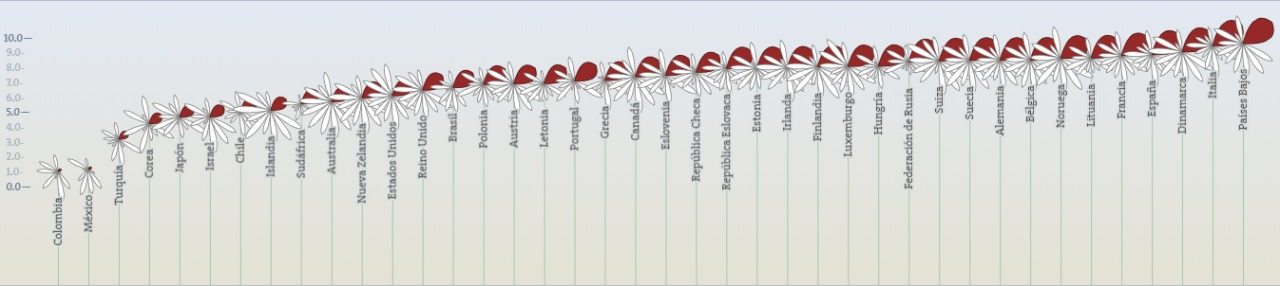 10.0
9.0
8.0
7.0
6.0
5.0
4.0
3.0
2.0
1.0
0.0
Colombia
México
Turquía
Corea
Japón
Israel
Chile
Islandia
Sudáfrica
Australia
Nueva Zelandia
Estados Unidos
Reino Unido
Brasil
Polonia
Austria
Letonia
Portugal
Grecia
Canadá
Eslovenia
República Checa
República Eslovaca
Estonia
Irlanda
Finlandia
Luxemburgo
Hungría
Federación de Rusia
Suiza
Suecia
Alemania
Bélgica
Noruega
Lituania
Francia
España
Dinamarca
Italia
Países Bajos